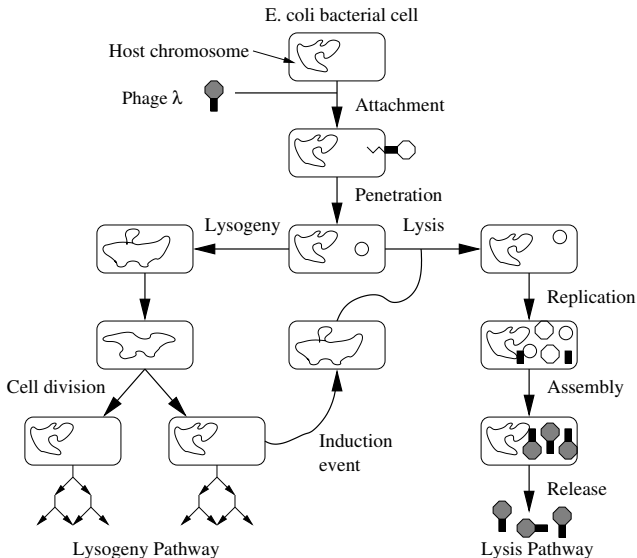 E. coli bacterial cell
Host chromosome
Phage λ
Attachment
Penetration
Lysogeny
Lysis
Replication
Cell division
Assembly
Induction
event
Release
Lysogeny Pathway
Lysis Pathway